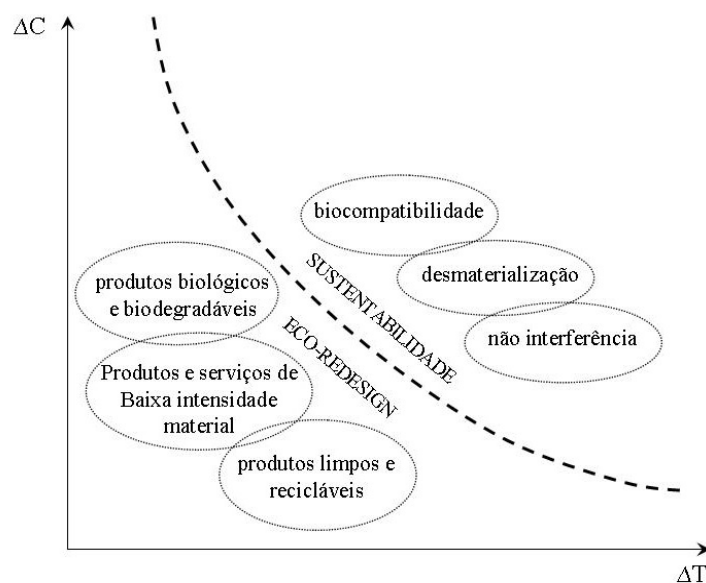 ΔC
biocompatibilidade
desmaterialização
não interferência
SUSTENTABILIDADE
ECO-REDESIGN
produtos biológicos
e biodegradáveis
Produtos e serviços de
Baixa intensidade
material
produtos limpos e
recicláveis
ΔT